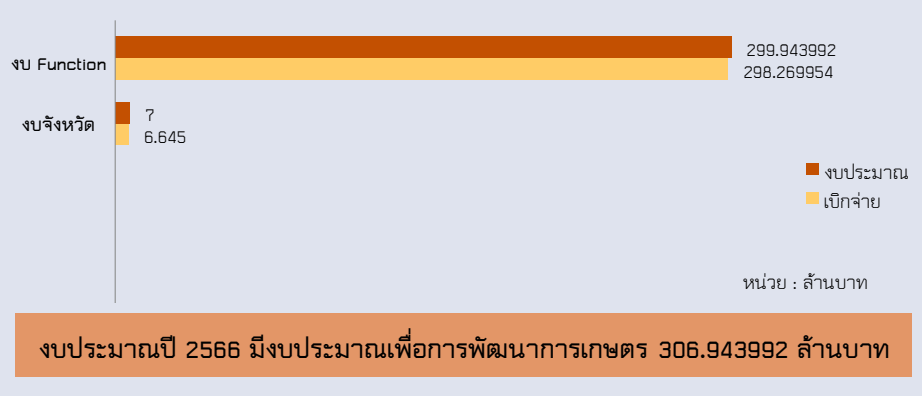 งบ Function
299.943992
298.269954
งบจังหวัด
7
6.645
งบประมาณ
เบิกจ่าย
หน่วย : ล้านบาท
งบประมาณปี 2566 มีงบประมาณเพื่อการพัฒนาการเกษตร 306.943992 ล้านบาท